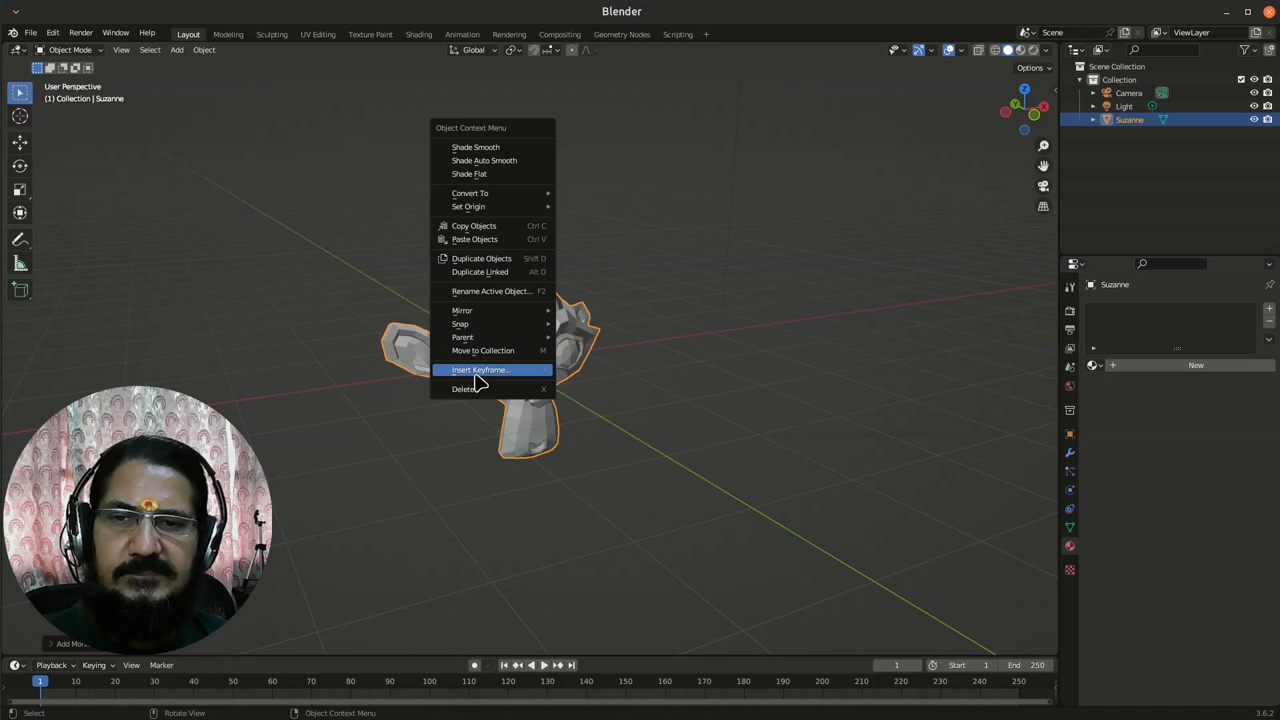 Blender
File Edit Render Window Help Layout Modeling Sculpting UV Editing Texture Paint Shading Animation Rendering Compositing Geometry Nodes Scripting + Scene ViewLayer
Object Mode View Select Add Object Global
Options
User Perspective
(1) Collection | Suzanne
Z
Y
X
Scene Collection
Collection
Camera
Light
Suzanne
Object Context Menu
Shade Smooth
Shade Auto Smooth
Shade Flat
Convert To
Set Origin
Copy Objects Ctrl C
Paste Objects Ctrl V
Duplicate Objects Shift D
Duplicate Linked Alt D
Rename Active Object... F2
Mirror
Snap
Parent
Move to Collection M
Insert Keyframe... I
Delete X
Suzanne
New
Playback Keying View Marker 1 Start 1 End 250
1 10 20 30 40 50 60 70 80 90 100 110 120 130 140 150 160 170 180 190 200 210 220 230 240 250
Select Rotate View Object Context Menu 3.6.2